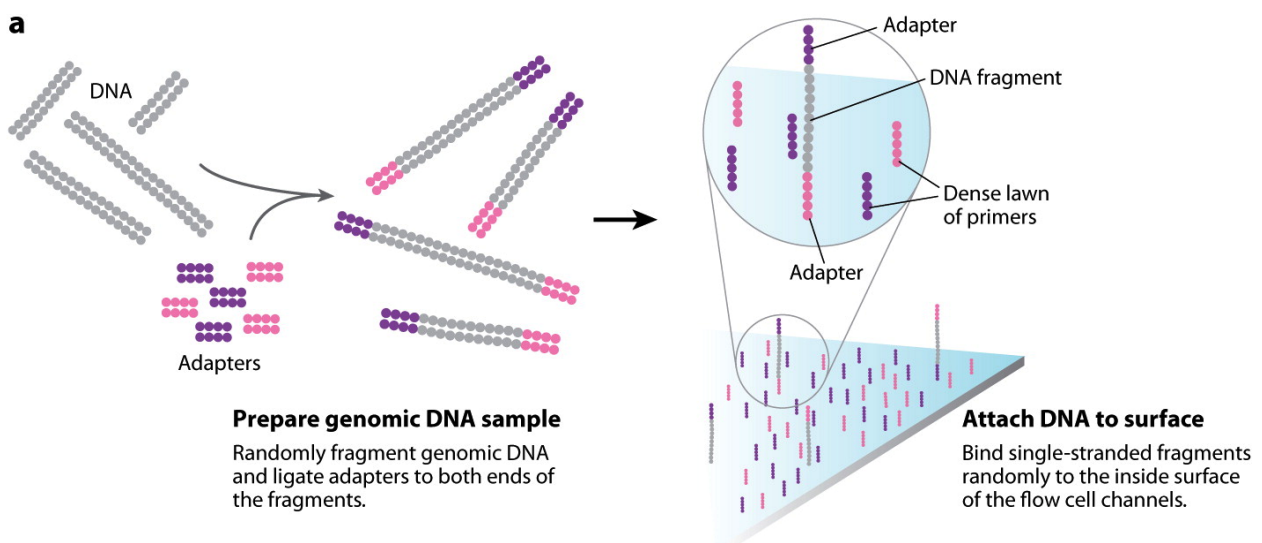 a
DNA
Adapters
Prepare genomic DNA sample
Randomly fragment genomic DNA
and ligate adapters to both ends of
the fragments.
Adapter
DNA fragment
Dense lawn
of primers
Adapter
Attach DNA to surface
Bind single-stranded fragments
randomly to the inside surface
of the flow cell channels.